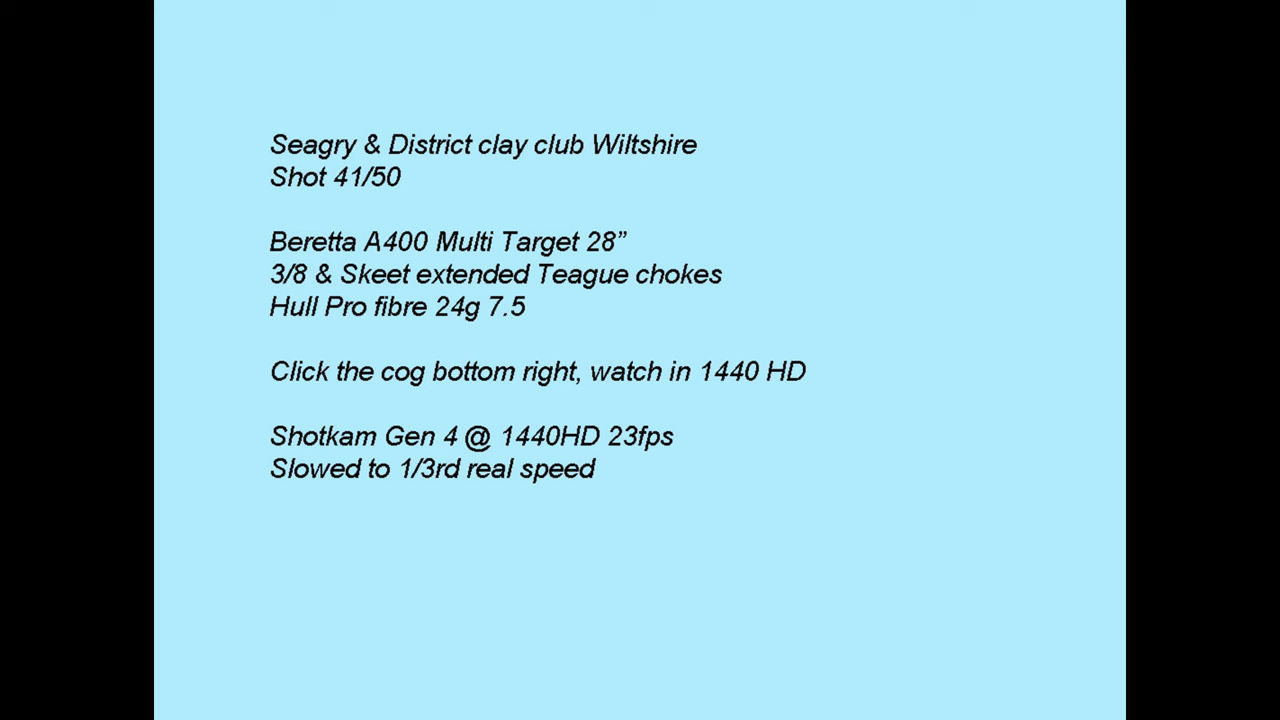 Seagry & District clay club Wiltshire
Shot 41/50
Beretta A400 Multi Target 28”
3/8 & Skeet extended Teague chokes
Hull Pro fibre 24g 7.5
Click the cog bottom right, watch in 1440 HD
Shotkam Gen 4 @ 1440HD 23fps
Slowed to 1/3rd real speed